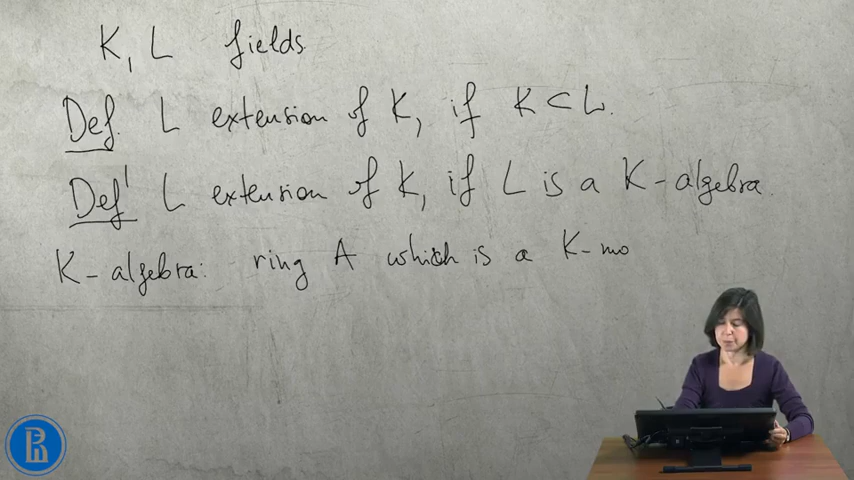 K, L fields
Def. L extension of K, if K ⊂ L.
Def' L extension of K, if L is a K-algebra.
K-algebra: ring A which is a K-mo